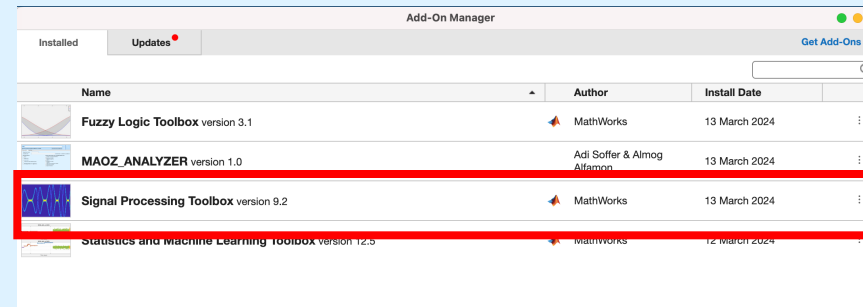 Add-On Manager
Installed Updates Get Add-Ons
Name Author Install Date
Fuzzy Logic Toolbox version 3.1 MathWorks 13 March 2024
MAOZ_ANALYZER version 1.0 Adi Soffer & Almog Alfamon 13 March 2024
Signal Processing Toolbox version 9.2 MathWorks 13 March 2024
Statistics and Machine Learning Toolbox version 12.5 MathWorks 12 March 2024